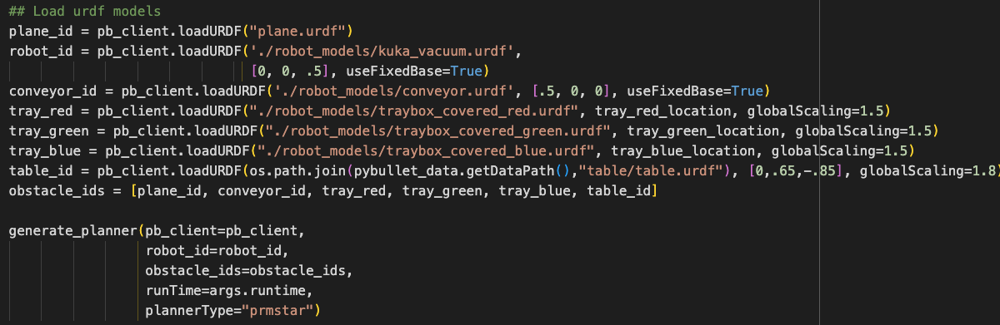 ## Load urdf models
plane_id = pb_client.loadURDF("plane.urdf")
robot_id = pb_client.loadURDF('./robot_models/kuka_vacuum.urdf',
[0, 0, .5], useFixedBase=True)
conveyor_id = pb_client.loadURDF('./robot_models/conveyor.urdf', [.5, 0, 0], useFixedBase=True)
tray_red = pb_client.loadURDF("./robot_models/traybox_covered_red.urdf", tray_red_location, globalScaling=1.5)
tray_green = pb_client.loadURDF("./robot_models/traybox_covered_green.urdf", tray_green_location, globalScaling=1.5)
tray_blue = pb_client.loadURDF("./robot_models/traybox_covered_blue.urdf", tray_blue_location, globalScaling=1.5)
table_id = pb_client.loadURDF(os.path.join(pybullet_data.getDataPath(),"table/table.urdf"), [0,.65,-.85], globalScaling=1.8)
obstacle_ids = [plane_id, conveyor_id, tray_red, tray_green, tray_blue, table_id]
generate_planner(pb_client=pb_client,
robot_id=robot_id,
obstacle_ids=obstacle_ids,
runTime=args.runtime,
plannerType="prmstar")